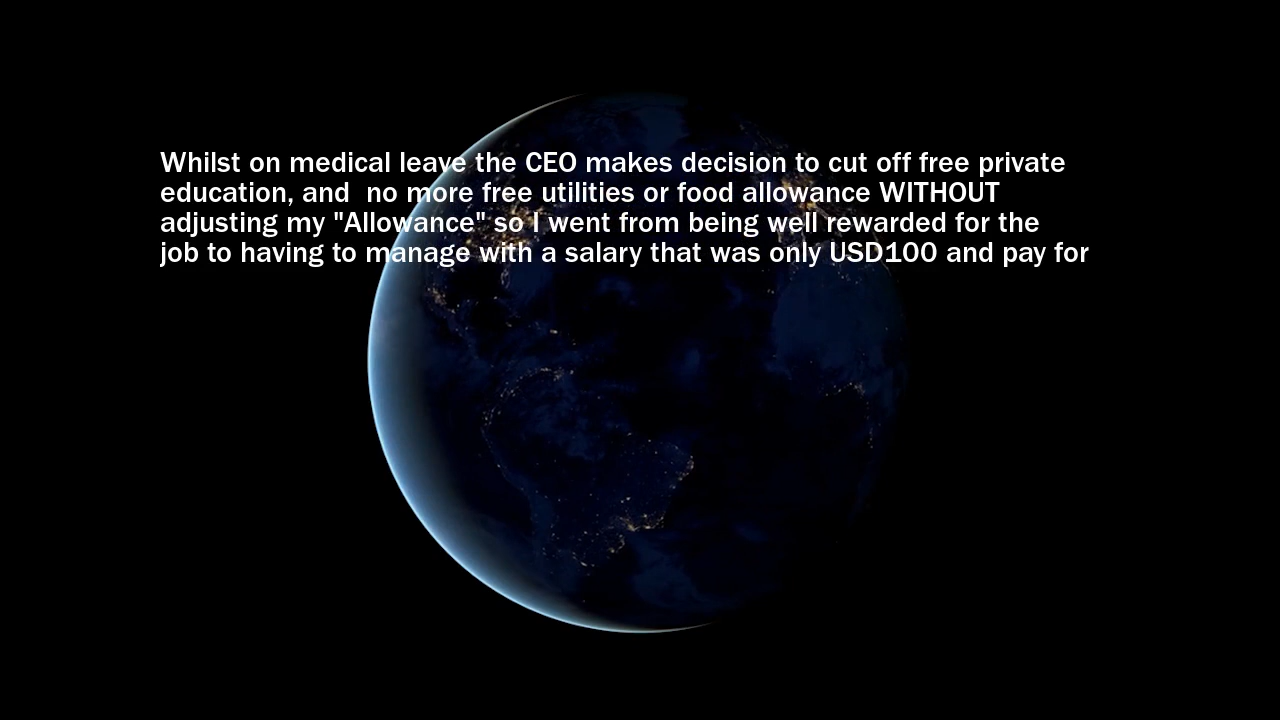 Whilst on medical leave the CEO makes decision to cut off free private
education, and  no more free utilities or food allowance WITHOUT
adjusting my "Allowance" so I went from being well rewarded for the
job to having to manage with a salary that was only USD100 and pay for